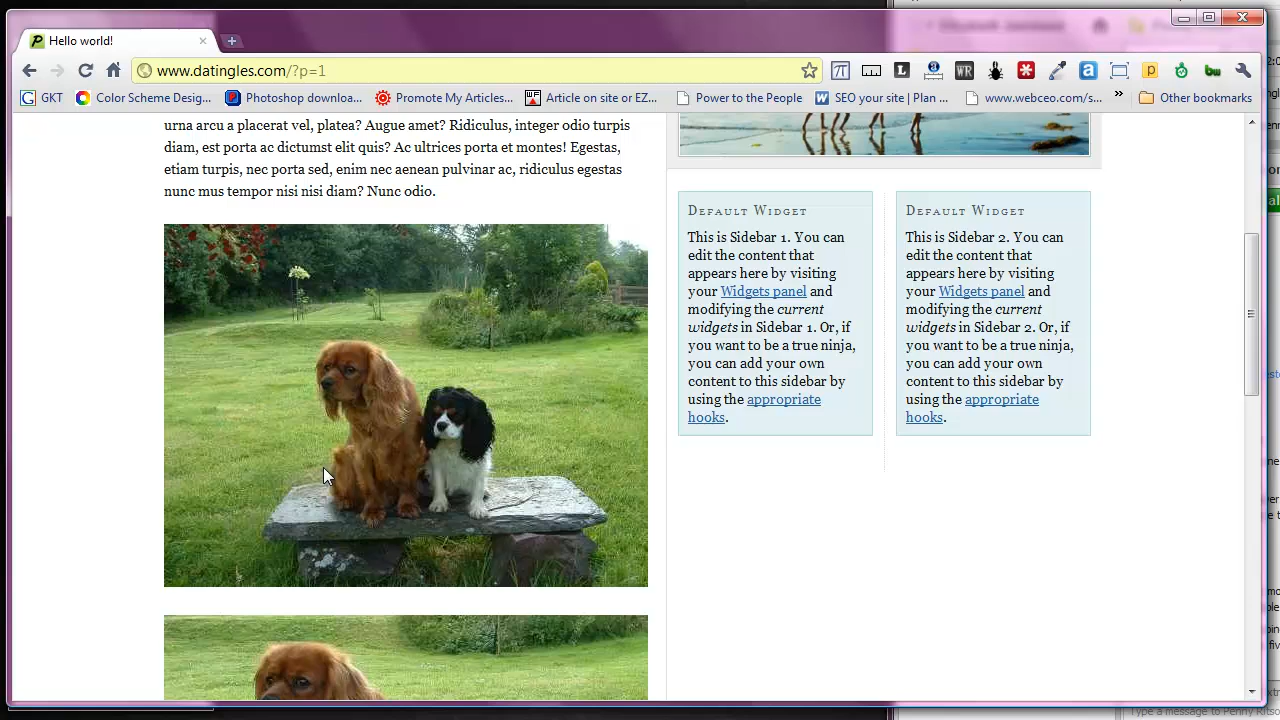 Hello world!
www.datingles.com/?p=1
GKT
Color Scheme Desig...
Photoshop downloa...
Promote My Articles...
Article on site or EZ...
Power to the People
SEO your site | Plan ...
www.webceo.com/s...
Other bookmarks
urna arcu a placerat vel, platea? Augue amet? Ridiculus, integer odio turpis
diam, est porta ac dictumst elit quis? Ac ultrices porta et montes! Egestas,
etiam turpis, nec porta sed, enim nec aenean pulvinar ac, ridiculus egestas
nunc mus tempor nisi nisi diam? Nunc odio.
Default Widget
This is Sidebar 1. You can
edit the content that
appears here by visiting
your Widgets panel and
modifying the current
widgets in Sidebar 1. Or, if
you want to be a true ninja,
you can add your own
content to this sidebar by
using the appropriate
hooks.
Default Widget
This is Sidebar 2. You can
edit the content that
appears here by visiting
your Widgets panel and
modifying the current
widgets in Sidebar 2. Or, if
you want to be a true ninja,
you can add your own
content to this sidebar by
using the appropriate
hooks.